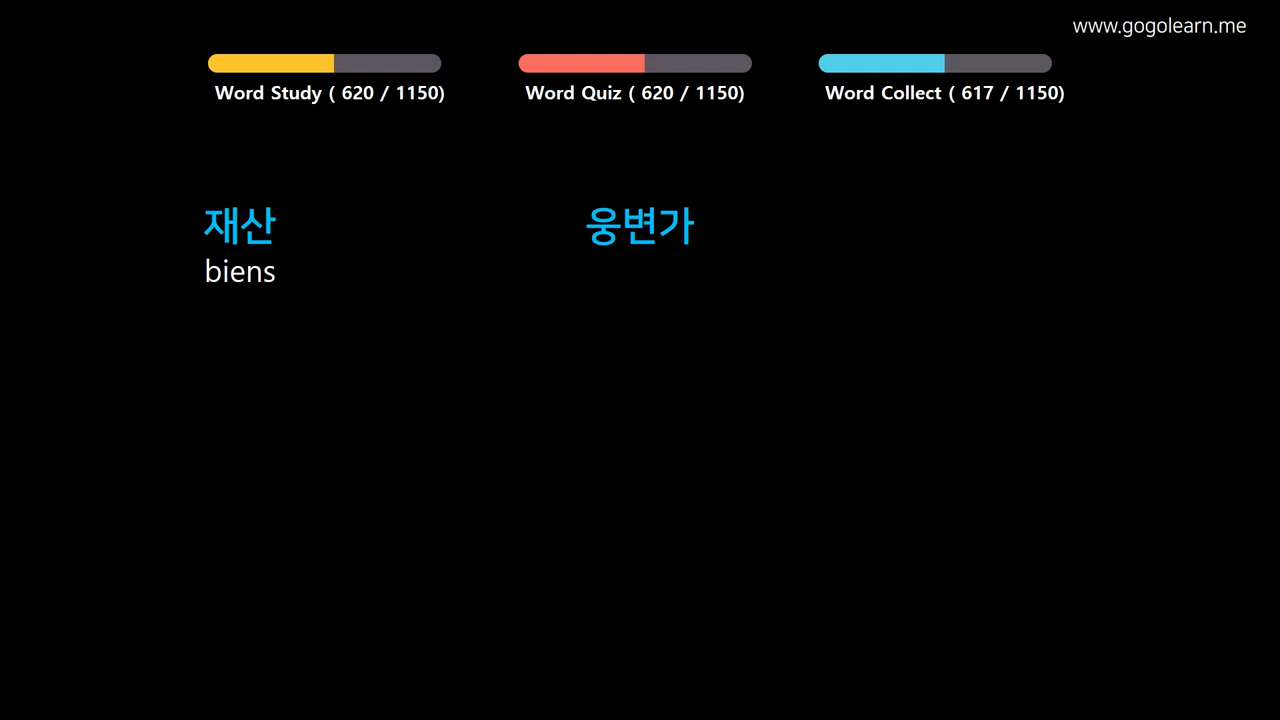 www.gogolearn.me
Word Study ( 620 / 1150)
Word Quiz ( 620 / 1150)
Word Collect ( 617 / 1150)
재산
biens
웅변가